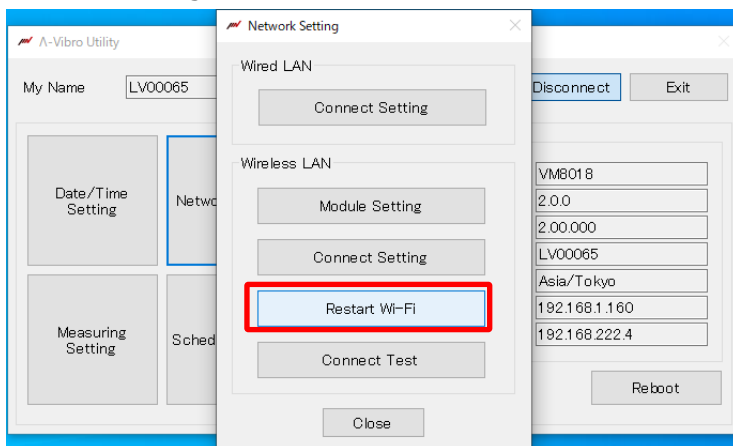 Λ-Vibro Utility
My Name LV00065 Disconnect Exit
Date/Time
Setting
Netwo
Measuring
Setting
Sched
Network Setting
Wired LAN
Connect Setting
Wireless LAN
Module Setting
Connect Setting
Restart Wi-Fi
Connect Test
Close
VM8018
2.0.0
2.00.000
LV00065
Asia/Tokyo
192.168.1.160
192.168.222.4
Reboot